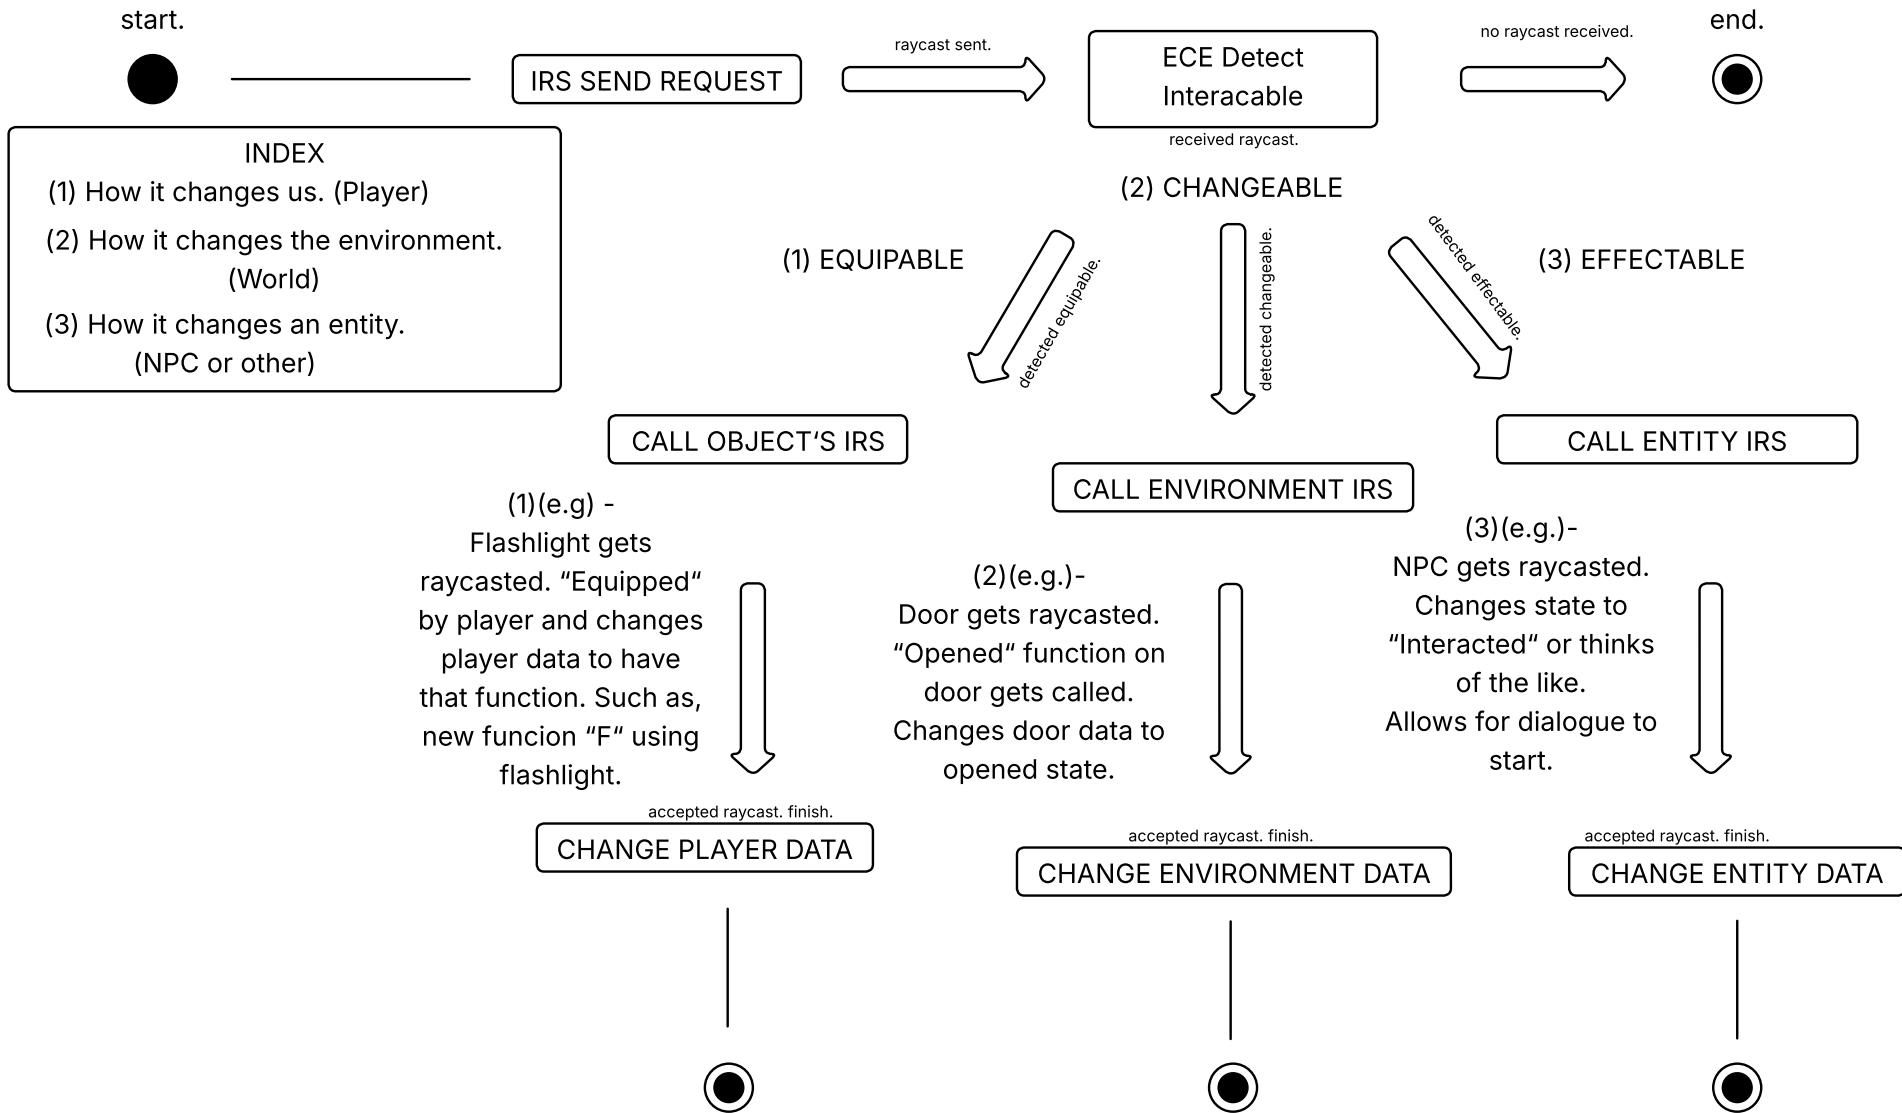 start.
end.
raycast sent.
no raycast received.
IRS SEND REQUEST
ECE Detect
Interacable
received raycast.
INDEX
(1) How it changes us. (Player)
(2) How it changes the environment.
(World)
(3) How it changes an entity.
(NPC or other)
(2) CHANGEABLE
(1) EQUIPABLE
(3) EFFECTABLE
detected equipable.
detected changeable.
detected effectable.
CALL OBJECT‘S IRS
CALL ENVIRONMENT IRS
CALL ENTITY IRS
(1)(e.g) -
Flashlight gets
raycasted. “Equipped“
by player and changes
player data to have
that function. Such as,
new funcion “F“ using
flashlight.
(2)(e.g.)-
Door gets raycasted.
“Opened“ function on
door gets called.
Changes door data to
opened state.
(3)(e.g.)-
NPC gets raycasted.
Changes state to
“Interacted“ or thinks
of the like.
Allows for dialogue to
start.
accepted raycast. finish.
CHANGE PLAYER DATA
accepted raycast. finish.
CHANGE ENVIRONMENT DATA
accepted raycast. finish.
CHANGE ENTITY DATA